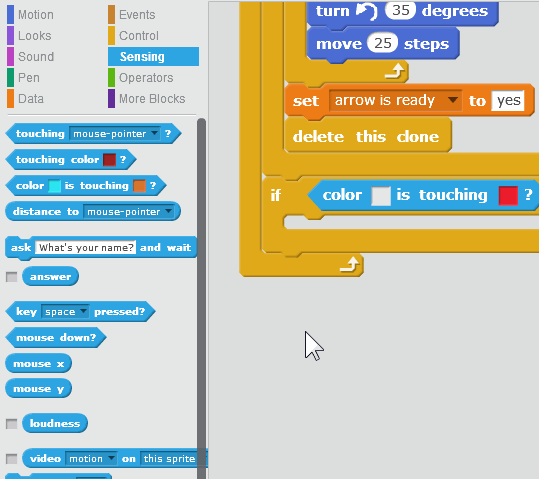 Motion
Events
Looks
Control
Sound
Sensing
Pen
Operators
Data
More Blocks
touching mouse-pointer ?
touching color ?
color is touching ?
distance to mouse-pointer
ask What's your name? and wait
answer
key space pressed?
mouse down?
mouse x
mouse y
loudness
video motion on this sprite
turn 35 degrees
move 25 steps
set arrow is ready to yes
delete this clone
if color is touching ?